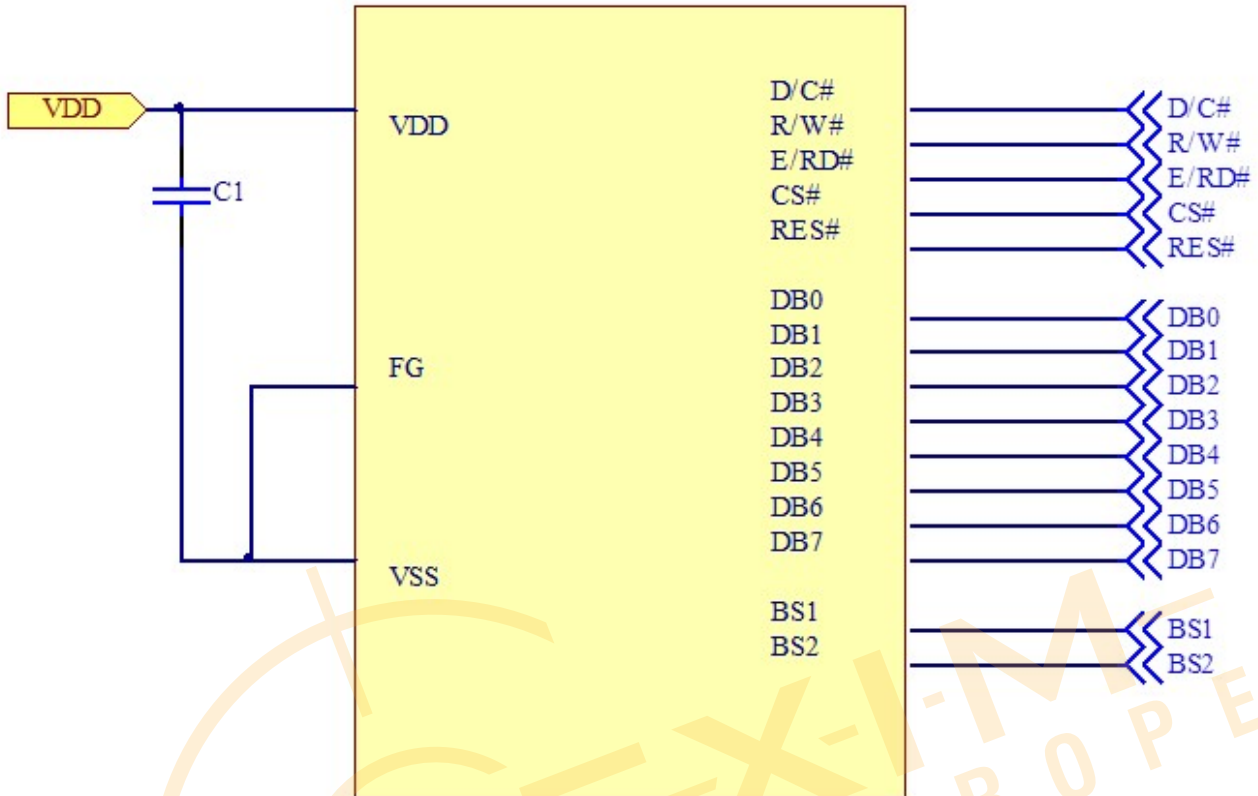 VDD
C1
VDD
FG
VSS
D/C#
R/W#
E/RD#
CS#
RES#
DB0
DB1
DB2
DB3
DB4
DB5
DB6
DB7
BS1
BS2
D/C#
R/W#
E/RD#
CS#
RES#
DB0
DB1
DB2
DB3
DB4
DB5
DB6
DB7
BS1
BS2